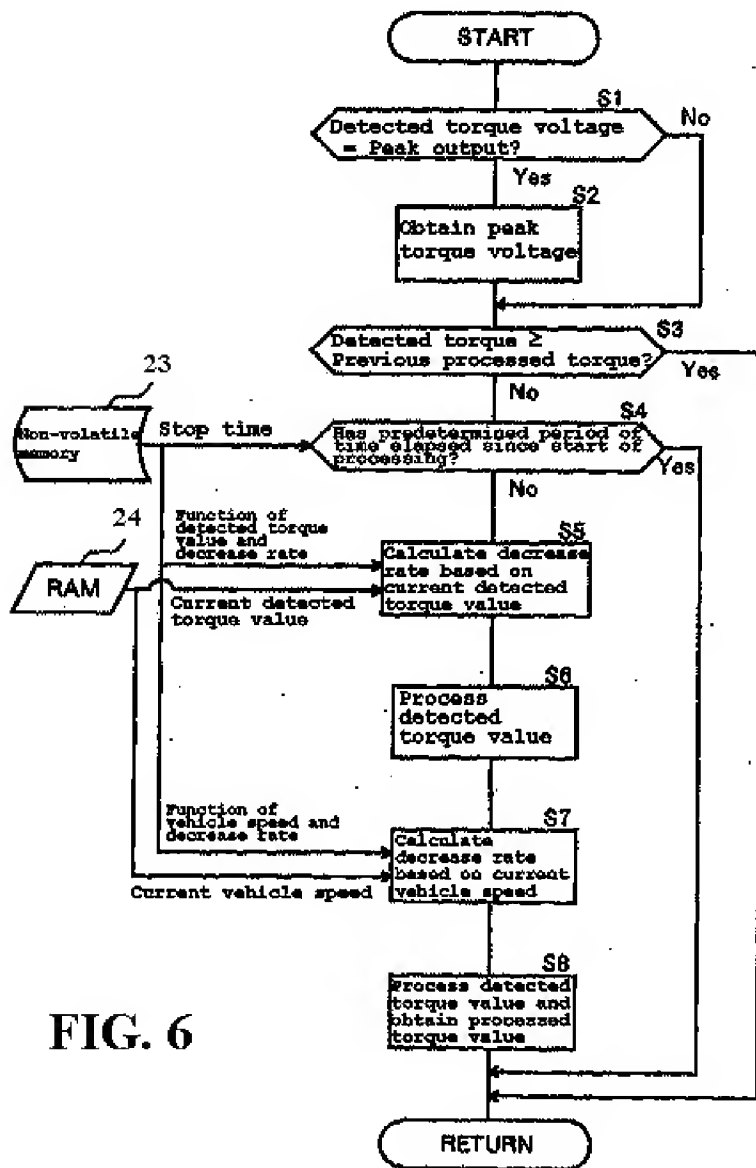 START
S1
Detected torque voltage
= Peak output?
No
Yes
S2
Obtain peak
torque voltage
S3
Detected torque ≥
Previous processed torque?
Yes
No
23
Non-volatile
memory
Stop time
S4
Has predetermined period of
time elapsed since start of
processing?
Yes
No
Function of
detected torque
value and
decrease rate
24
RAM
Current detected
torque value
S5
Calculate decrease
rate based on
current detected
torque value
S6
Process
detected
torque value
Function of
vehicle speed and
decrease rate
Current vehicle speed
S7
Calculate
decrease rate
based on current
vehicle speed
S8
Process detected
torque value and
obtain processed
torque value
FIG. 6
RETURN